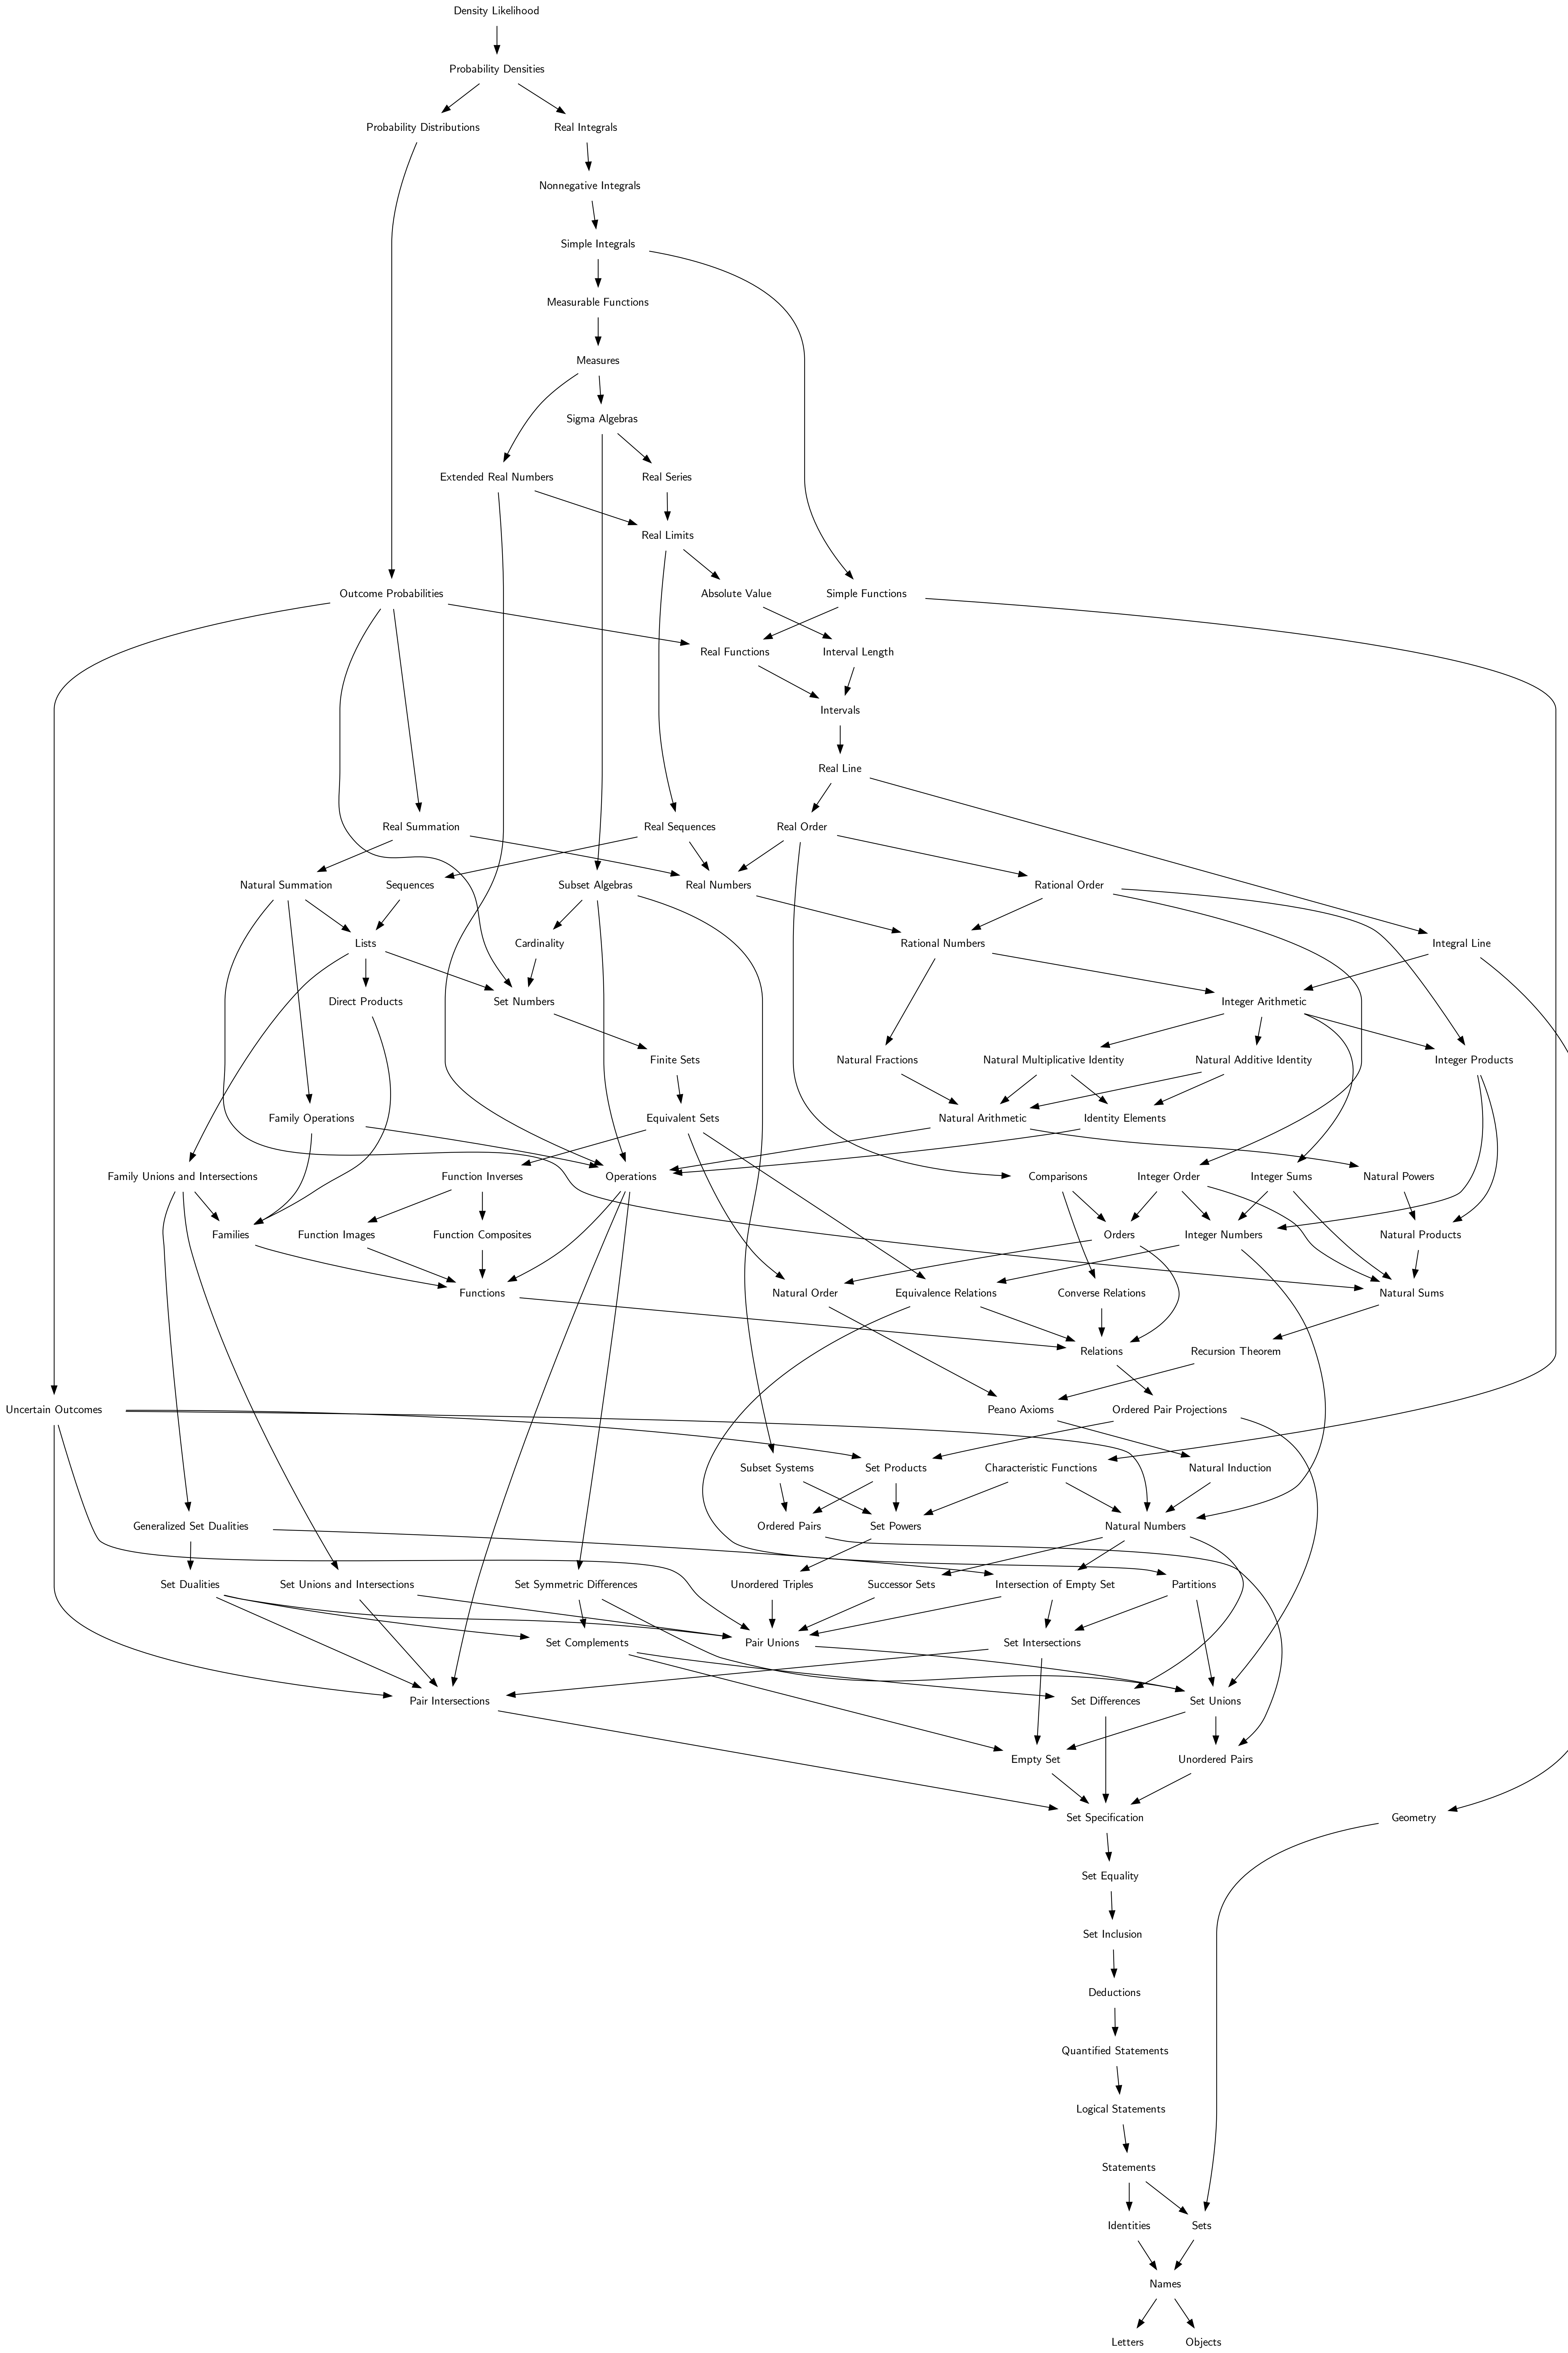 Density Likelihood
Probability Densities
Probability Distributions
Real Integrals
Nonnegative Integrals
Simple Integrals
Measurable Functions
Measures
Sigma Algebras
Extended Real Numbers
Real Series
Real Limits
Outcome Probabilities
Absolute Value
Simple Functions
Real Functions
Interval Length
Intervals
Real Line
Real Summation
Real Sequences
Real Order
Natural Summation
Sequences
Subset Algebras
Real Numbers
Rational Order
Lists
Cardinality
Rational Numbers
Integral Line
Direct Products
Set Numbers
Integer Arithmetic
Finite Sets
Natural Fractions
Natural Multiplicative Identity
Natural Additive Identity
Integer Products
Family Operations
Equivalent Sets
Natural Arithmetic
Identity Elements
Family Unions and Intersections
Function Inverses
Operations
Comparisons
Integer Order
Integer Sums
Natural Powers
Families
Function Images
Function Composites
Orders
Integer Numbers
Natural Products
Functions
Natural Order
Equivalence Relations
Converse Relations
Natural Sums
Relations
Recursion Theorem
Uncertain Outcomes
Peano Axioms
Ordered Pair Projections
Subset Systems
Set Products
Characteristic Functions
Natural Induction
Generalized Set Dualities
Ordered Pairs
Set Powers
Natural Numbers
Set Dualities
Set Unions and Intersections
Set Symmetric Differences
Unordered Triples
Successor Sets
Intersection of Empty Set
Partitions
Set Complements
Pair Unions
Set Intersections
Pair Intersections
Set Differences
Set Unions
Empty Set
Unordered Pairs
Set Specification
Geometry
Set Equality
Set Inclusion
Deductions
Quantified Statements
Logical Statements
Statements
Identities
Sets
Names
Letters
Objects